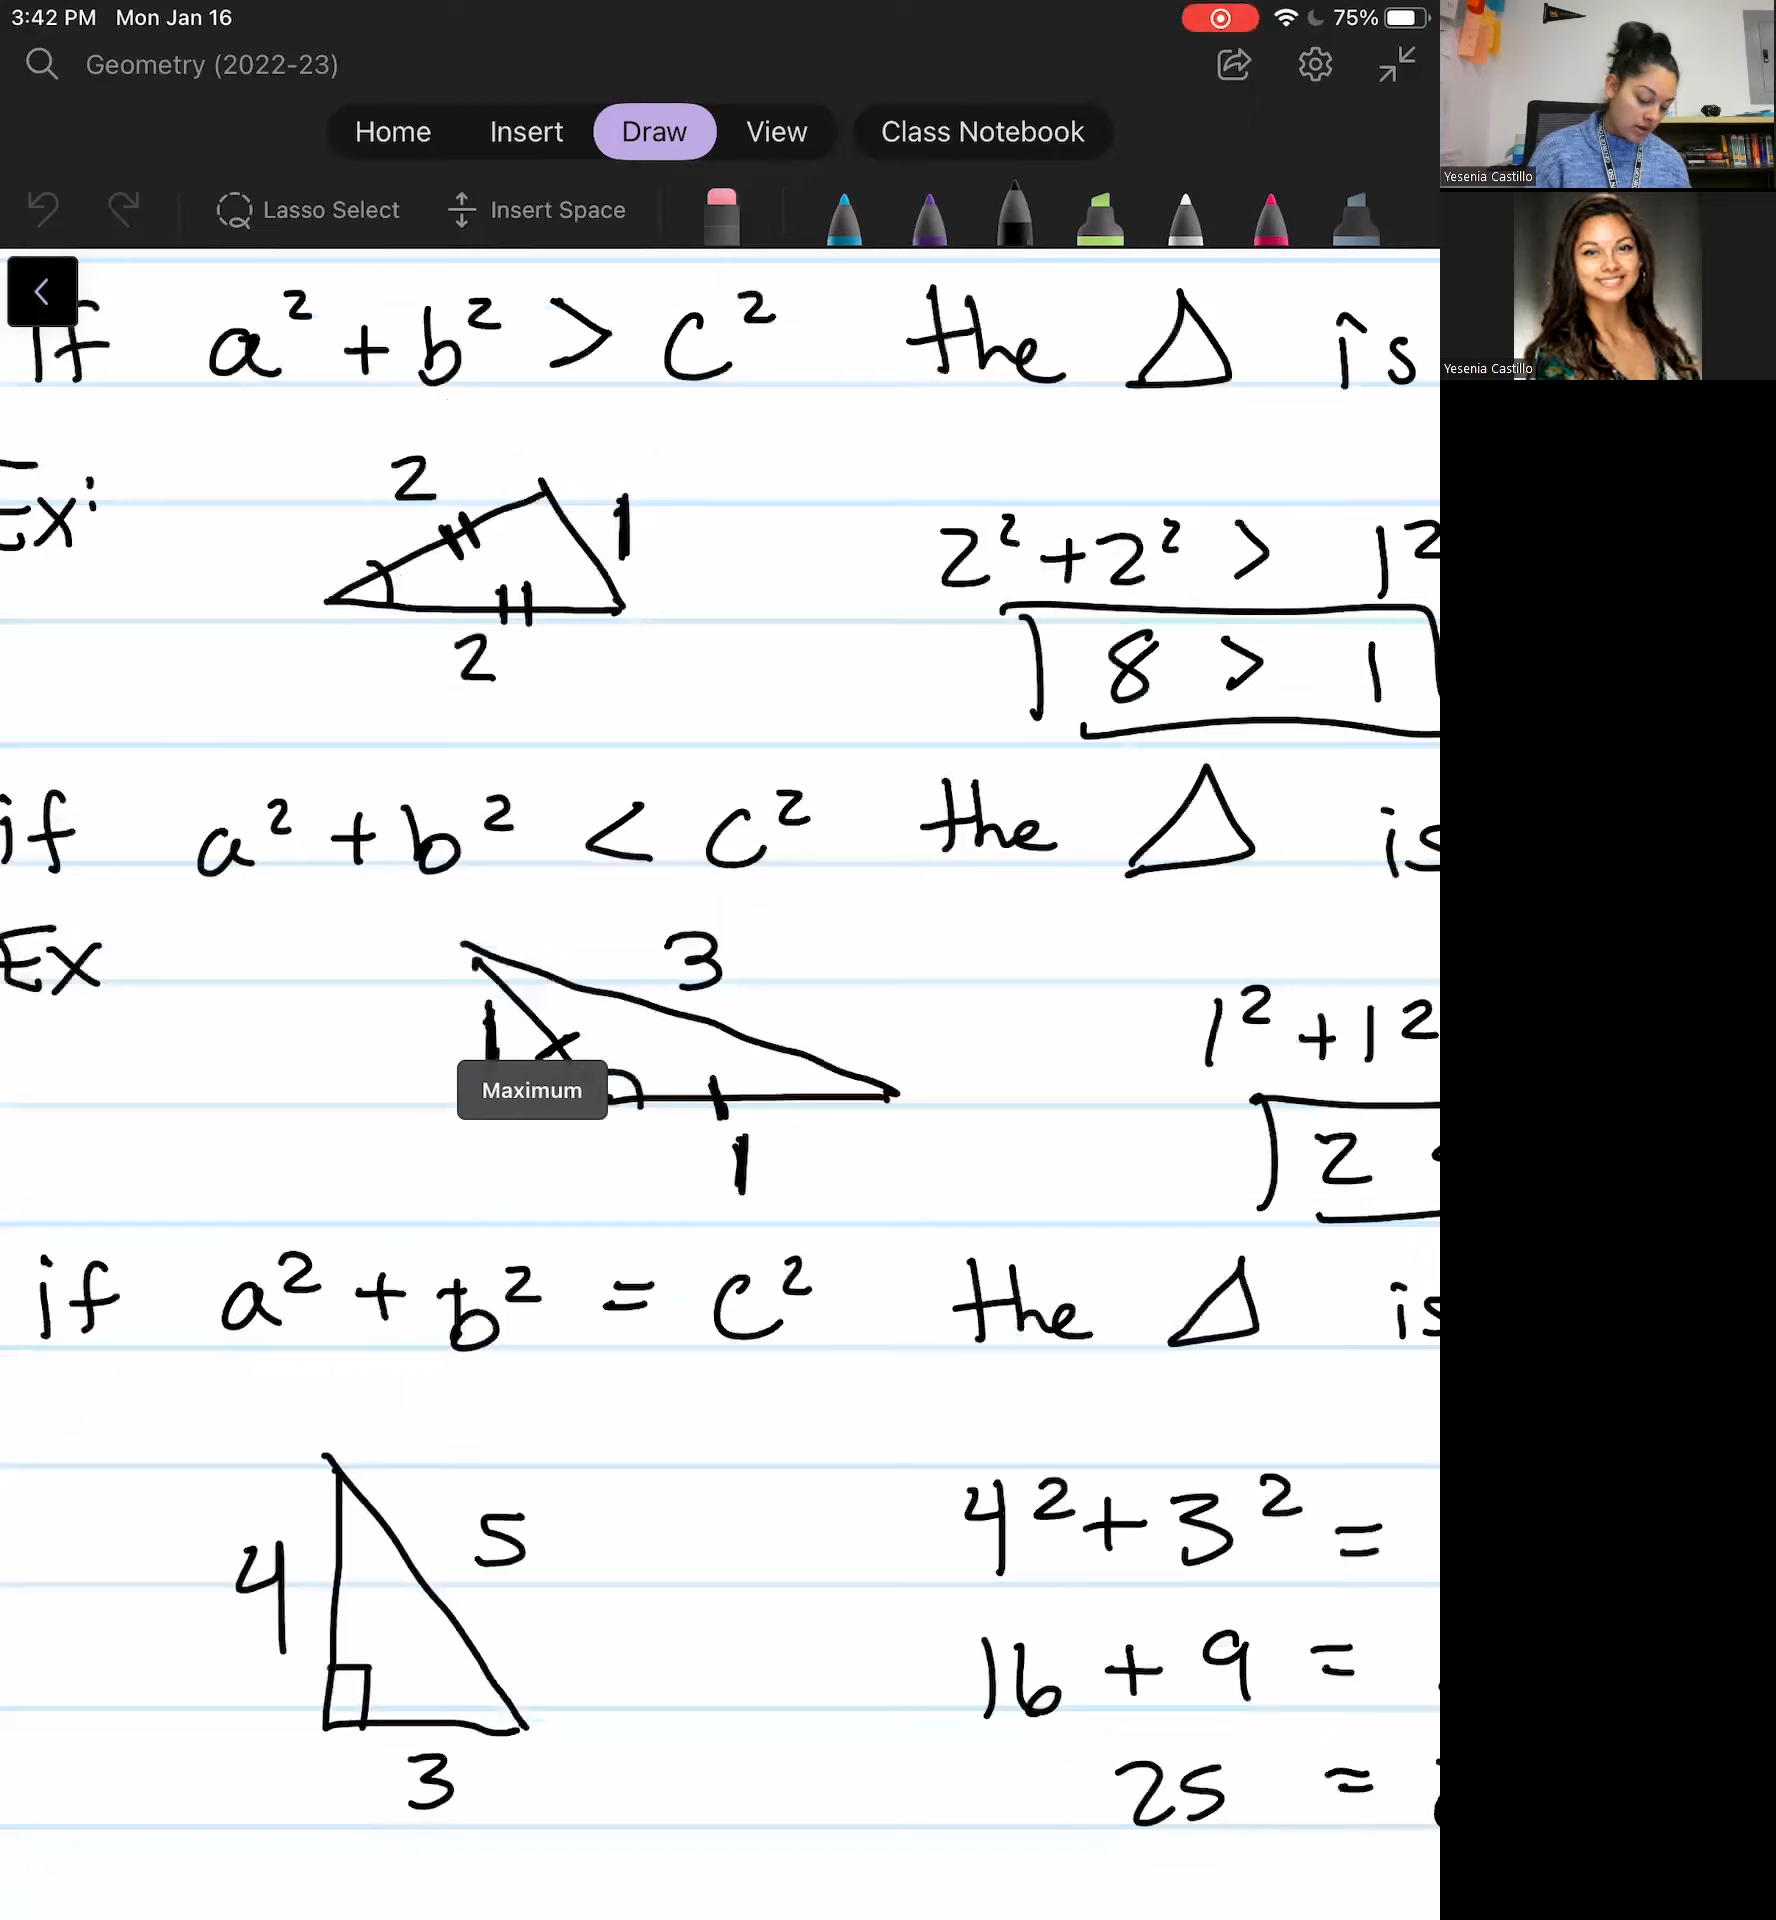 3:42 PM Mon Jan 16 75%
Geometry (2022-23)
Home Insert Draw View Class Notebook
Lasso Select Insert Space
Yesenia Castillo
Yesenia Castillo
If a² + b² > c² the △ is
Ex:
2
1
2
2² + 2² > 1²
8 > 1
if a² + b² < c² the △ is
Ex
3
1
Maximum
1
1² + 1²
2
if a² + b² = c² the △ is
4
5
3
4² + 3² =
16 + 9 =
25 =